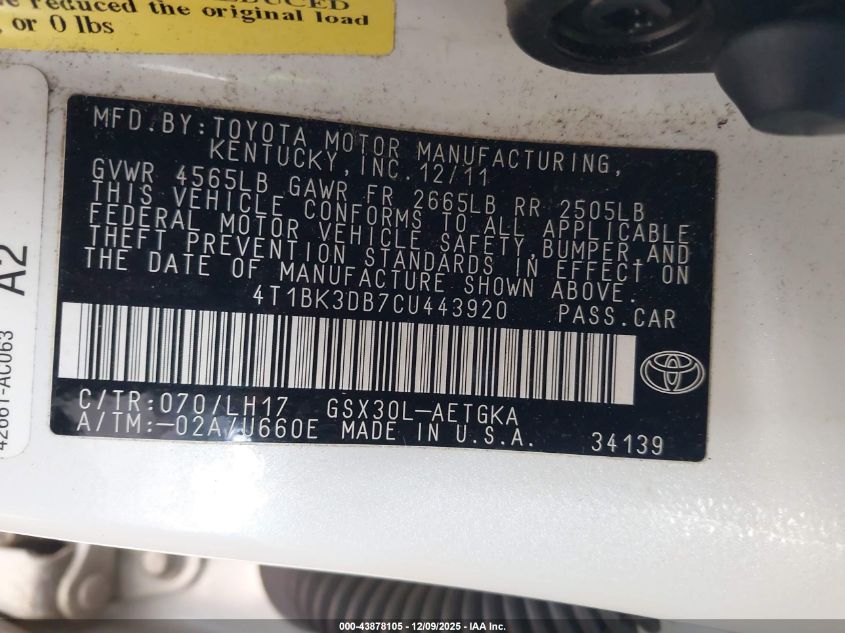 reduced the original load
, or 0 lbs
A2
42661-AC063
MFD.BY:TOYOTA MOTOR MANUFACTURING,
KENTUCKY,INC.12/11
GVWR 4565LB GAWR FR 2665LB RR 2505LB
THIS VEHICLE CONFORMS TO ALL APPLICABLE
FEDERAL MOTOR VEHICLE SAFETY,BUMPER,AND
THEFT PREVENTION STANDARDS IN EFFECT ON
THE DATE OF MANUFACTURE SHOWN ABOVE.
4T1BK3DB7CU443920 PASS.CAR
C/TR:070/LH17 GSX30L-AETGKA
A/TM:-02A/U660E MADE IN U.S.A. 34139
000-43878105 - 12/09/2025 - IAA Inc.